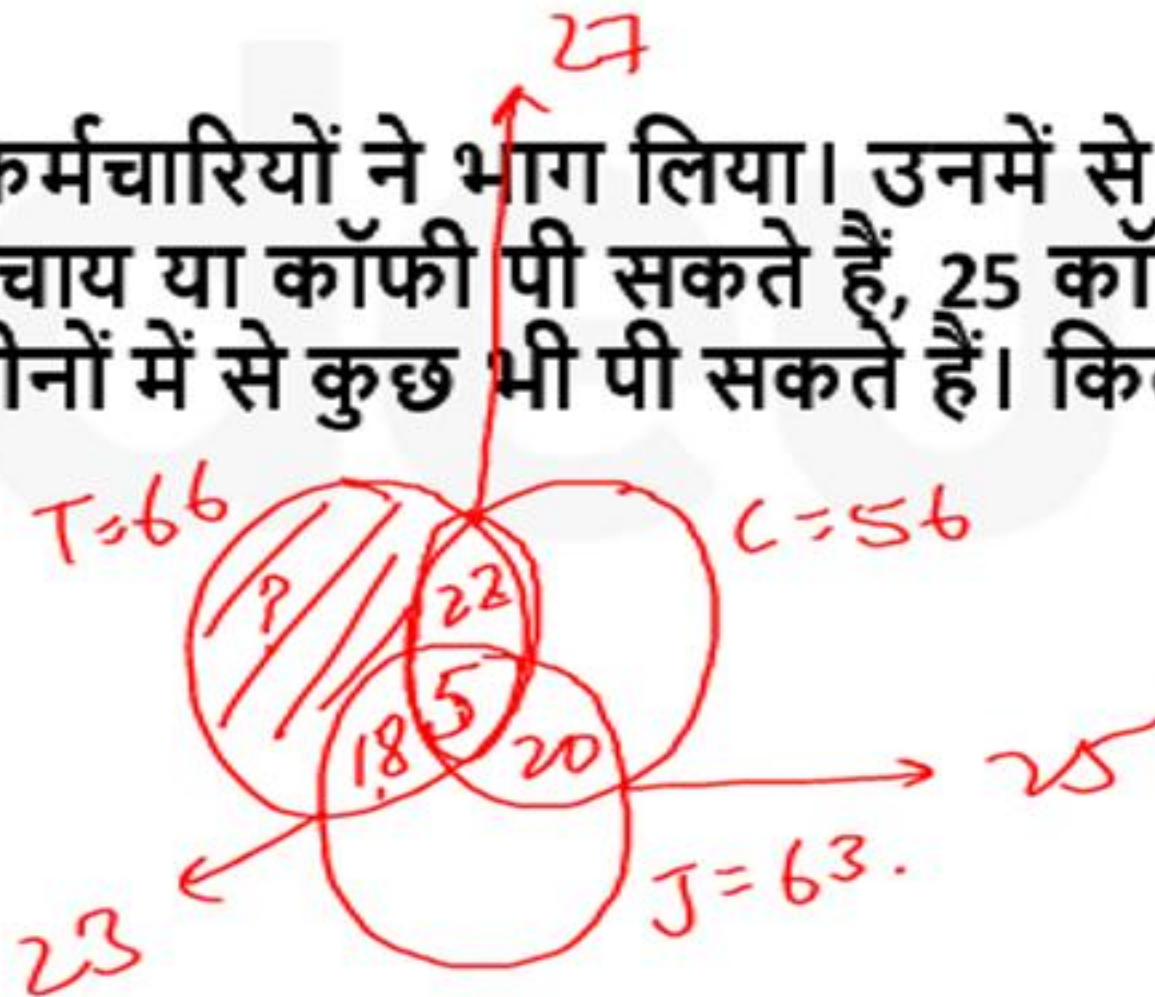 27
कर्मचारियों ने भाग लिया। उनमें से
चाय या कॉफी पी सकते हैं, 25 कॉ
तीनों में से कुछ भी पी सकते हैं। कि
T=66
C=56
?
22
5
18
20
25
J=63.
23